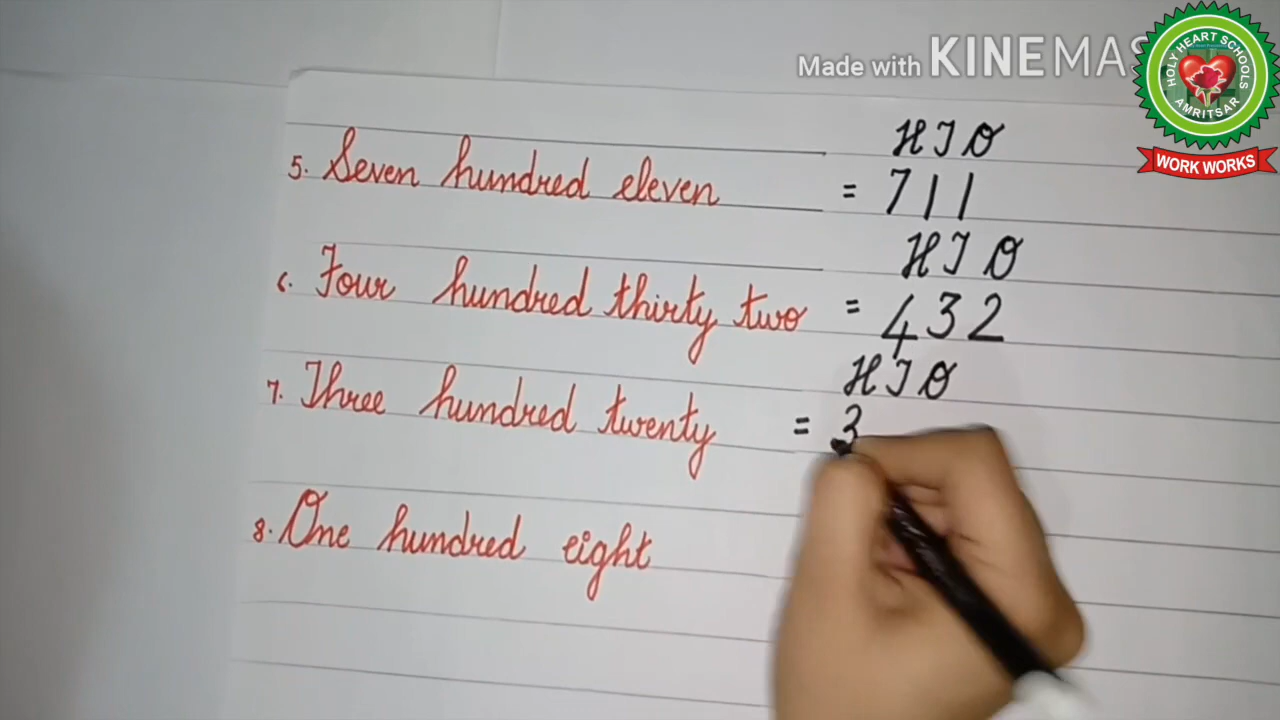 Made with KINEMAS
HOLY HEART SCHOOLS
AMRITSAR
WORK WORKS
H T O
5. Seven hundred eleven = 711
H T O
6. Four hundred thirty two = 432
H T O
7. Three hundred twenty = 3
8. One hundred eight